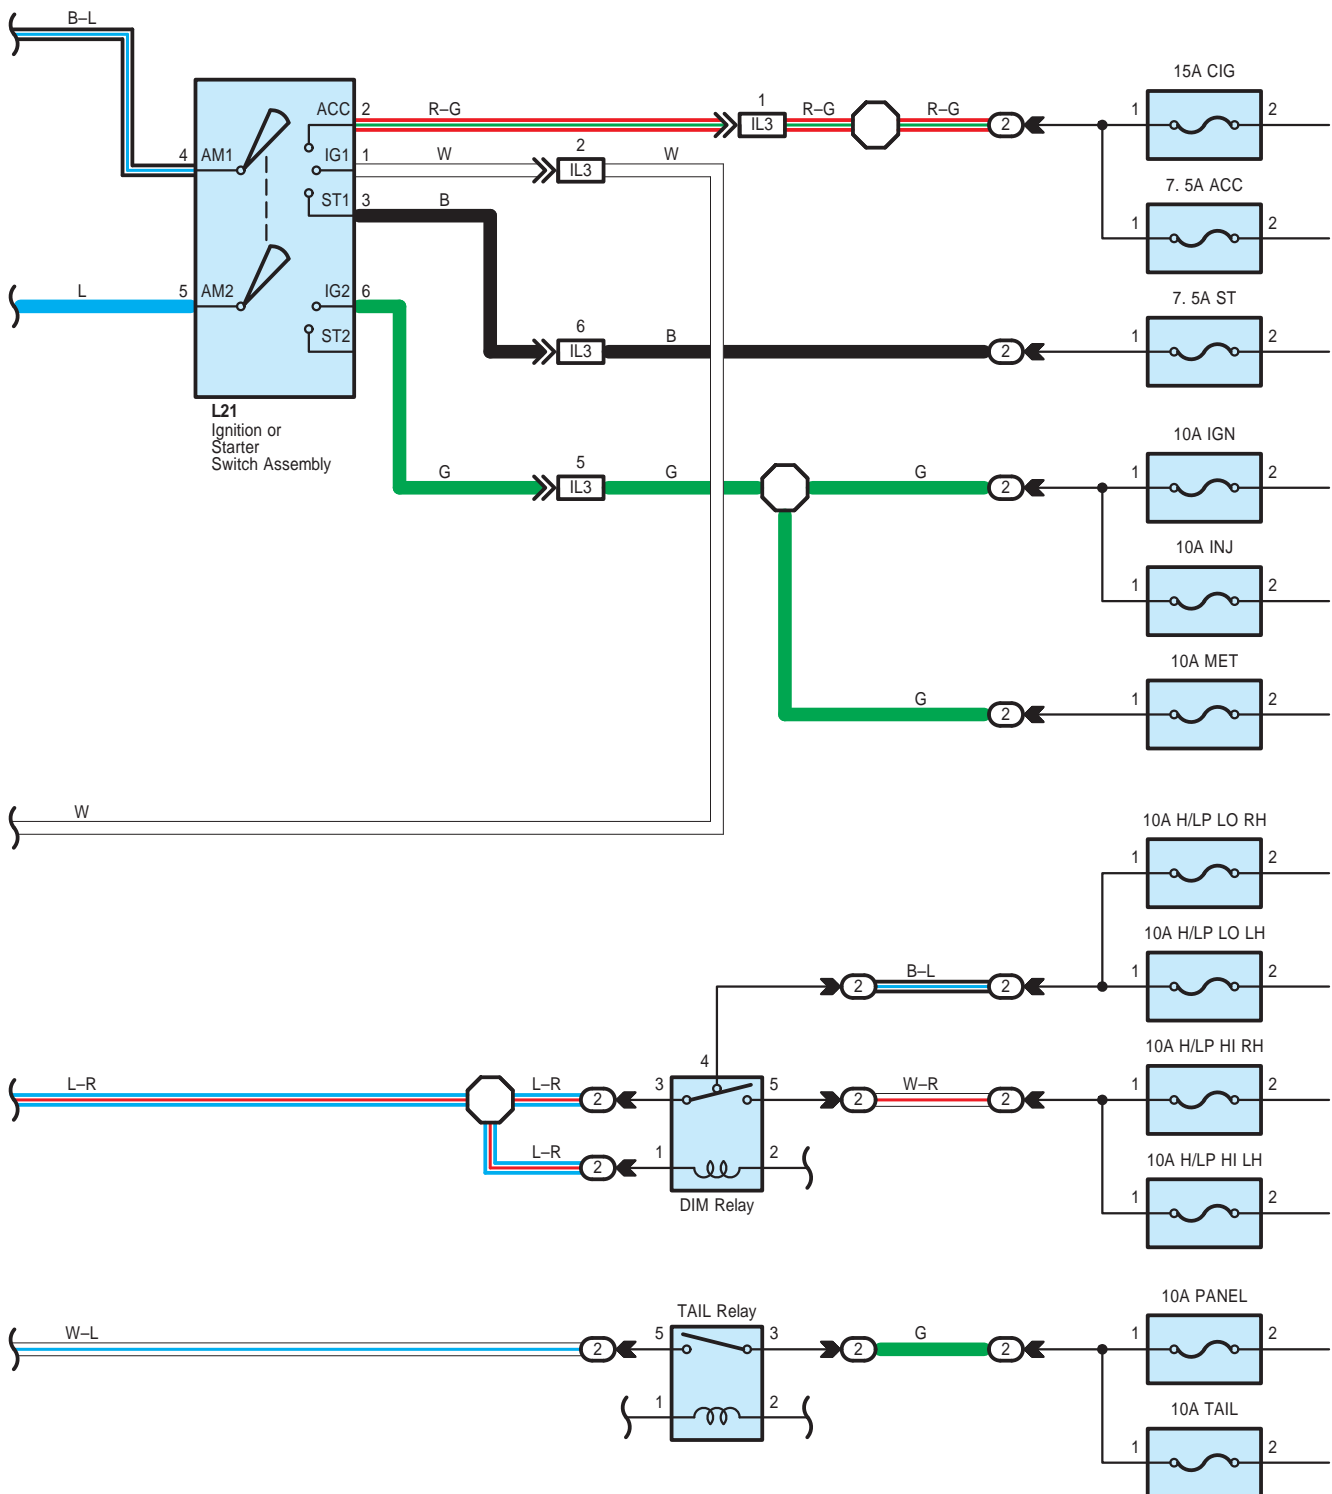 B–L
15A CIG
ACC 2 R–G 1 IL3 R–G R–G 2 1 2
4 AM1 IG1 1 W 2 IL3 W
7. 5A ACC
ST1 3 B
1 2
L 5 AM2 IG2 6
7. 5A ST
ST2 6 IL3 B 2 1 2
L21
Ignition or
Starter
Switch Assembly
10A IGN
G 5 IL3 G G 2 1 2
10A INJ
1 2
10A MET
G 2 1 2
W
10A H/LP LO RH
1 2
10A H/LP LO LH
2 B–L 2 1 2
10A H/LP HI RH
4
L–R L–R 2 3 5 2 W–R 2 1 2
L–R 2 1 2
10A H/LP HI LH
1 2
DIM Relay
10A PANEL
TAIL Relay
W–L 2 5 3 2 G 2 1 2
1 2
10A TAIL
1 2